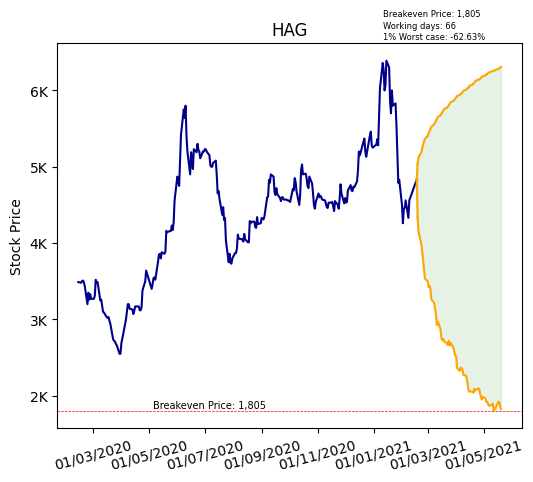 Breakeven Price: 1,805
Working days: 66
1% Worst case: -62.63%
HAG
6K
5K
4K
3K
2K
Stock Price
Breakeven Price: 1,805
01/03/2020
01/05/2020
01/07/2020
01/09/2020
01/11/2020
01/01/2021
01/03/2021
01/05/2021